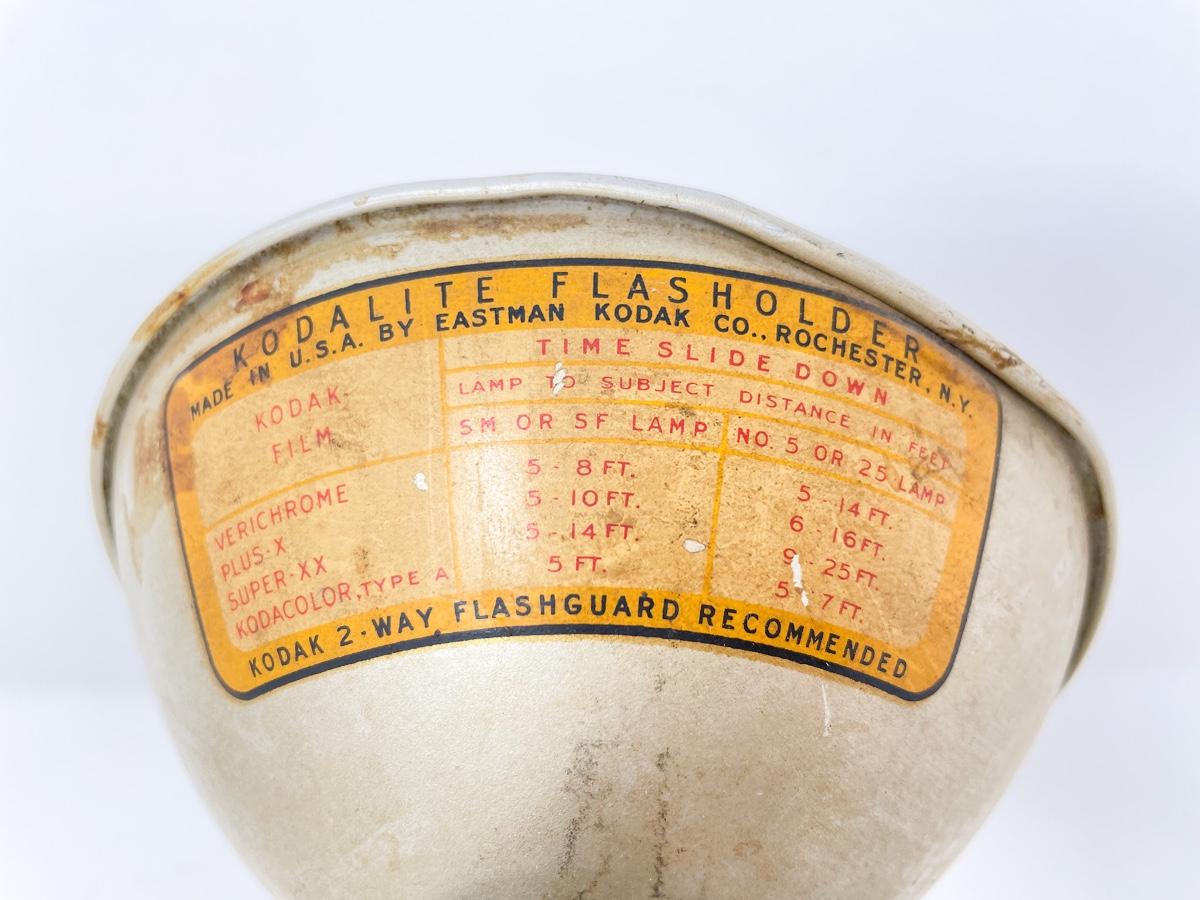 KODALITE FLASHOLDER
MADE IN U.S.A. BY EASTMAN KODAK CO., ROCHESTER, N.Y.
KODAK FILM
TIME SLIDE DOWN
LAMP TO SUBJECT DISTANCE IN FEET
SM OR SF LAMP NO. 5 OR 25 LAMP
VERICHROME 5 - 8 FT. 5 - 14 FT.
PLUS-X 5 - 10 FT. 6 - 16 FT.
SUPER-XX 5 - 14 FT. 9 - 25 FT.
KODACOLOR, TYPE A 5 FT. 5 - 7 FT.
KODAK 2-WAY FLASHGUARD RECOMMENDED